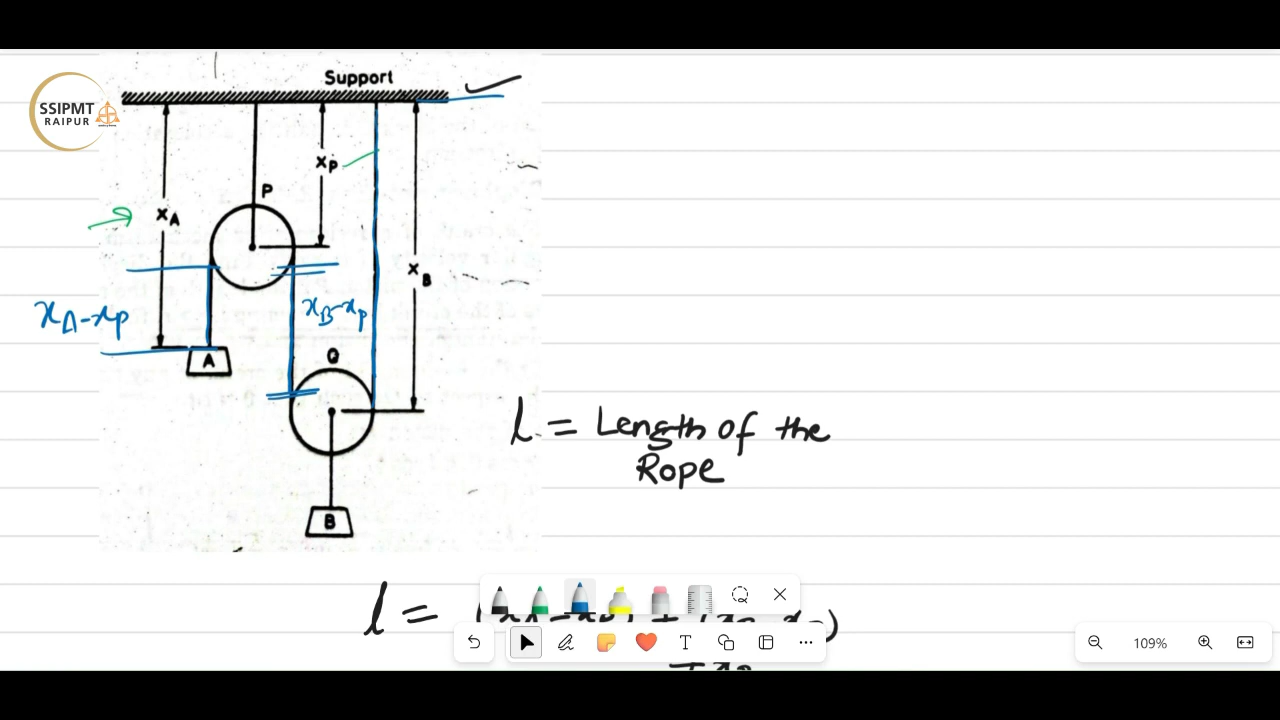 SSIPMT
RAIPUR
Support
xp
P
xA
xB
xA-xp
xB-xp
A
Q
B
l = Length of the
Rope
l =
T
109%